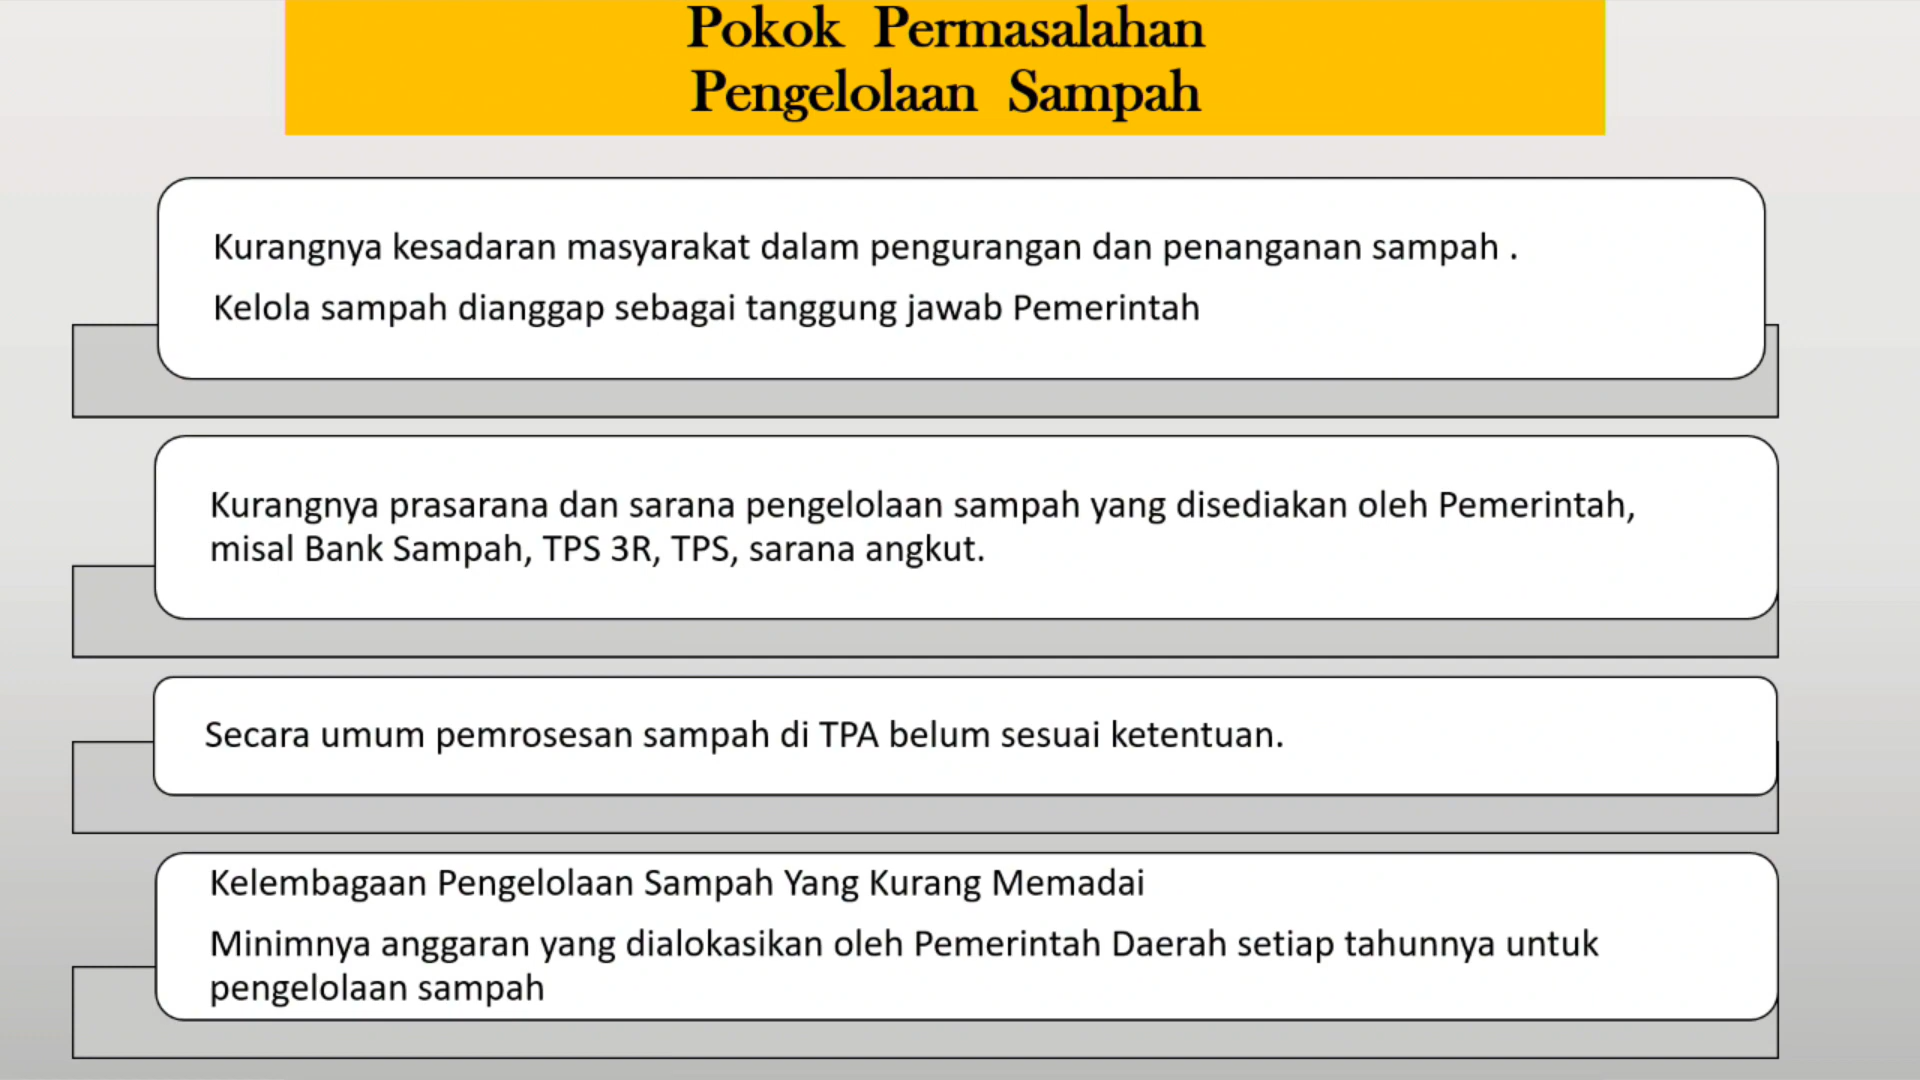 Pokok Permasalahan
Pengelolaan Sampah
Kurangnya kesadaran masyarakat dalam pengurangan dan penanganan sampah .
Kelola sampah dianggap sebagai tanggung jawab Pemerintah
Kurangnya prasarana dan sarana pengelolaan sampah yang disediakan oleh Pemerintah,
misal Bank Sampah, TPS 3R, TPS, sarana angkut.
Secara umum pemrosesan sampah di TPA belum sesuai ketentuan.
Kelembagaan Pengelolaan Sampah Yang Kurang Memadai
Minimnya anggaran yang dialokasikan oleh Pemerintah Daerah setiap tahunnya untuk
pengelolaan sampah